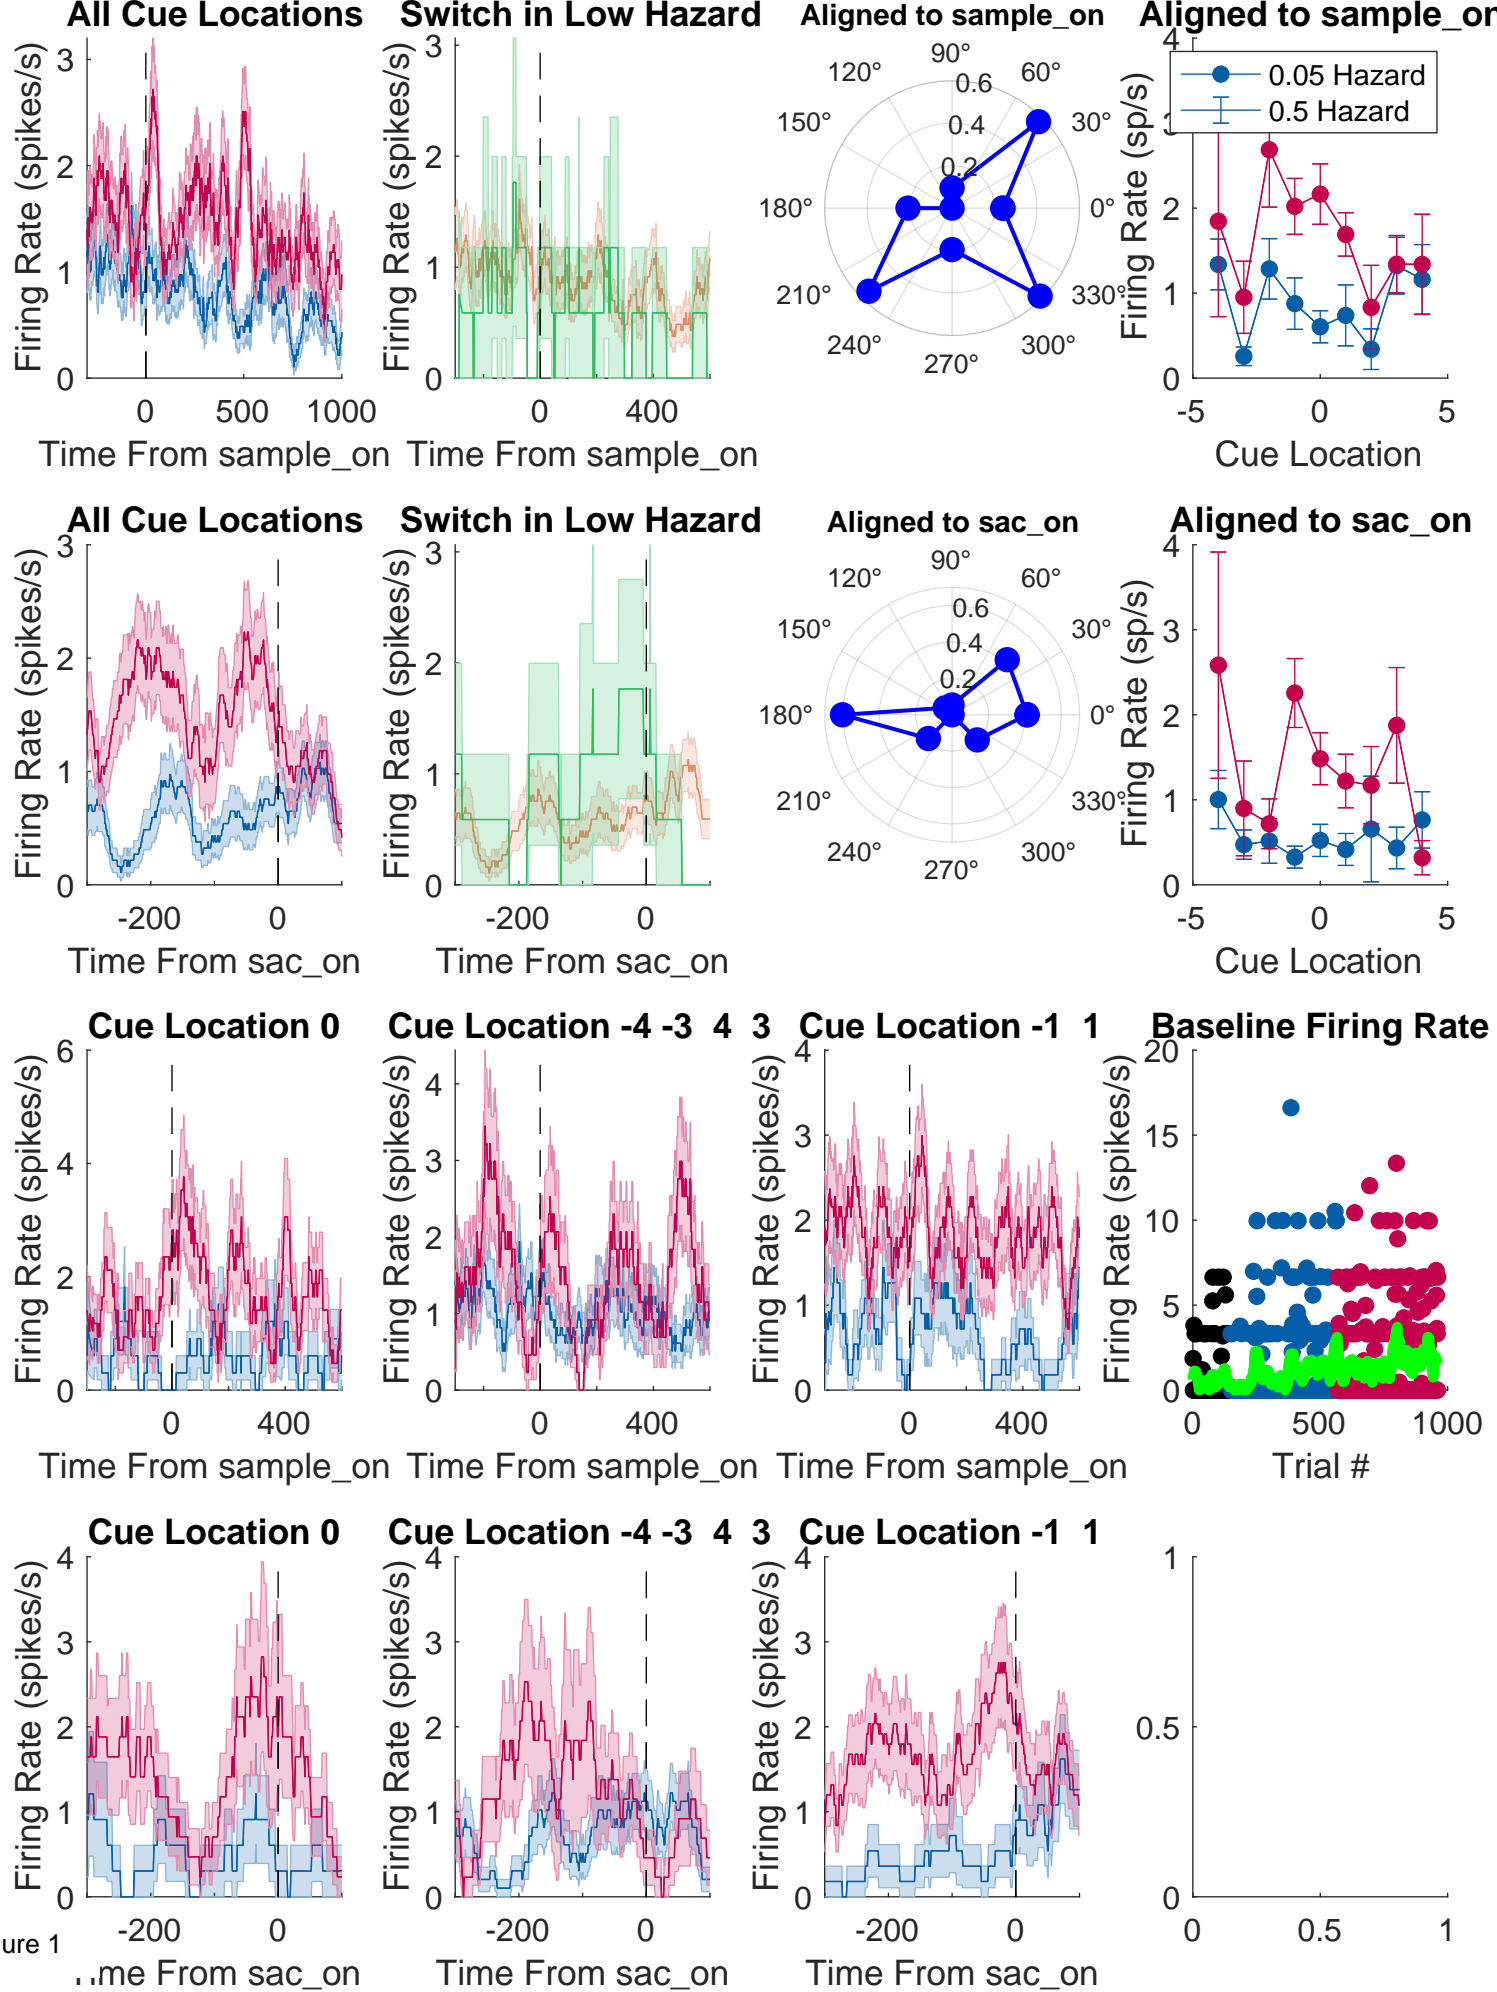 All Cue Locations
Firing Rate (spikes/s)
3
2
1
0
0 500 1000
Time From sample_on
Switch in Low Hazard
Firing Rate (spikes/s)
3
2
1
0
0 400
Time From sample_on
Aligned to sample_on
90°
120° 60°
0.6
0.4
0.2
150° 30°
180° 0°
210° 330°
240° 300°
270°
Aligned to sample_on
0.05 Hazard
0.5 Hazard
Firing Rate (sp/s)
4
3
2
1
0
-5 0 5
Cue Location
All Cue Locations
Firing Rate (spikes/s)
3
2
1
0
-200 0
Time From sac_on
Switch in Low Hazard
Firing Rate (spikes/s)
3
2
1
0
-200 0
Time From sac_on
Aligned to sac_on
90°
120° 60°
0.6
0.4
0.2
150° 30°
180° 0°
210° 330°
240° 300°
270°
Aligned to sac_on
Firing Rate (sp/s)
4
3
2
1
0
-5 0 5
Cue Location
Cue Location 0
Firing Rate (spikes/s)
6
4
2
0
0 400
Time From sample_on
Cue Location -4 -3 4 3
Firing Rate (spikes/s)
4
3
2
1
0
0 400
Time From sample_on
Cue Location -1 1
Firing Rate (spikes/s)
4
3
2
1
0
0 400
Time From sample_on
Baseline Firing Rate
Firing Rate (spikes/s)
20
15
10
5
0
0 500 1000
Trial #
Cue Location 0
Firing Rate (spikes/s)
4
3
2
1
0
-200 0
Time From sac_on
Cue Location -4 -3 4 3
Firing Rate (spikes/s)
4
3
2
1
0
-200 0
Time From sac_on
Cue Location -1 1
Firing Rate (spikes/s)
4
3
2
1
0
-200 0
Time From sac_on
1
0.5
0
0 0.5 1
ure 1